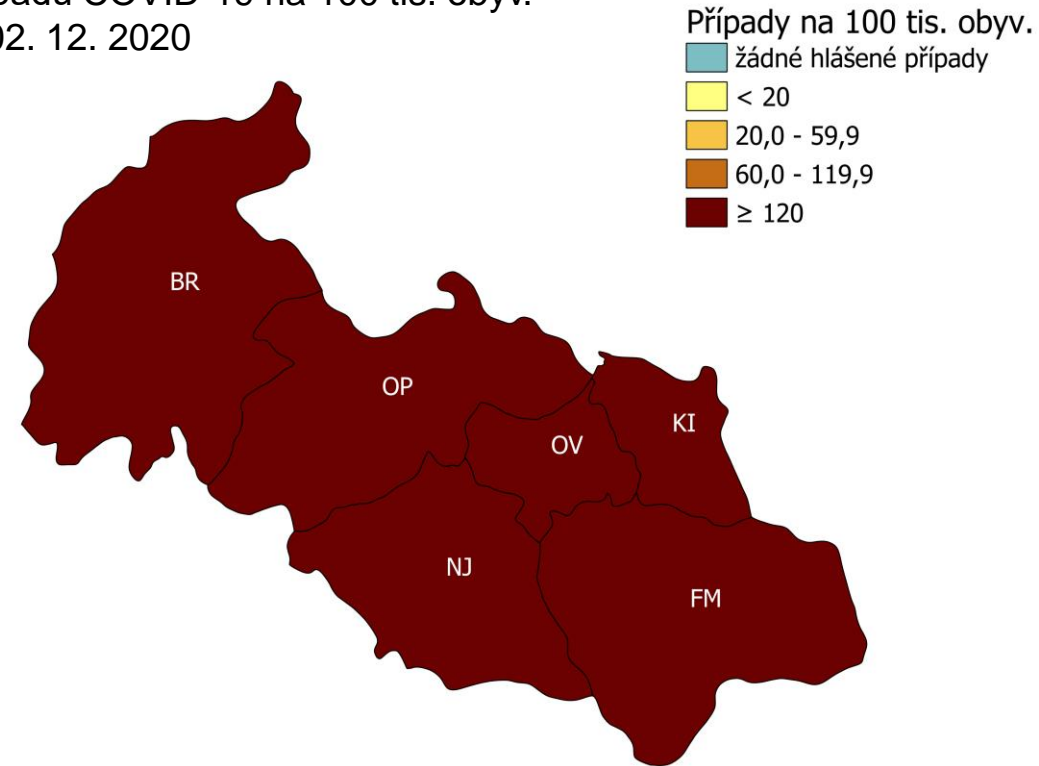 COVID-19 na 100 tis. obyv.
02. 12. 2020
Případy na 100 tis. obyv.
žádné hlášené případy
< 20
20,0 - 59,9
60,0 - 119,9
≥ 120
BR
OP
OV
KI
NJ
FM